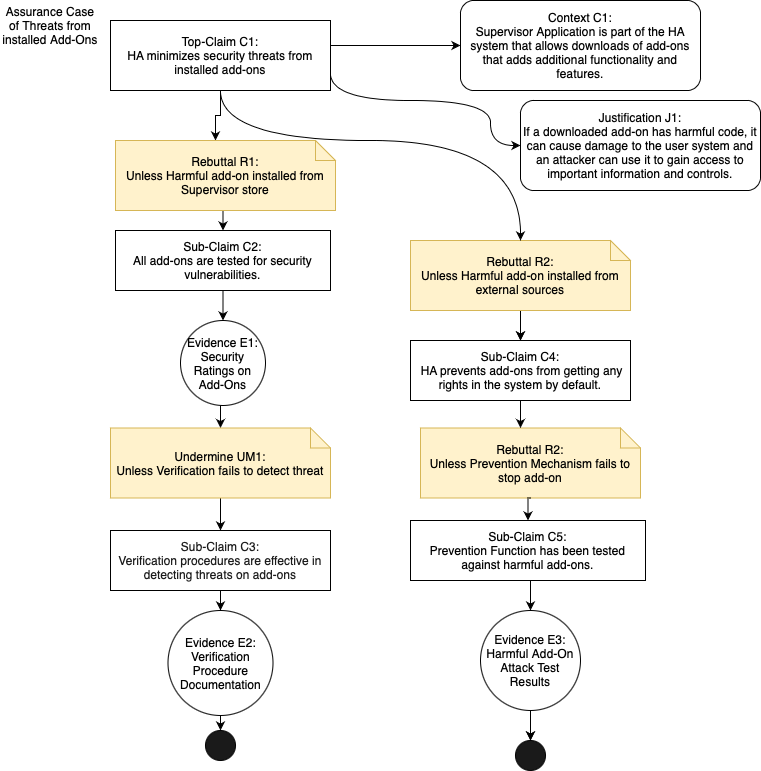 Assurance Case
of Threats from
installed Add-Ons
Top-Claim C1:
HA minimizes security threats from
installed add-ons
Context C1:
Supervisor Application is part of the HA
system that allows downloads of add-ons
that adds additional functionality and
features.
Justification J1:
If a downloaded add-on has harmful code, it
can cause damage to the user system and
an attacker can use it to gain access to
important information and controls.
Rebuttal R1:
Unless Harmful add-on installed from
Supervisor store
Sub-Claim C2:
All add-ons are tested for security
vulnerabilities.
Evidence E1:
Security
Ratings on
Add-Ons
Undermine UM1:
Unless Verification fails to detect threat
Sub-Claim C3:
Verification procedures are effective in
detecting threats on add-ons
Evidence E2:
Verification
Procedure
Documentation
Rebuttal R2:
Unless Harmful add-on installed from
external sources
Sub-Claim C4:
HA prevents add-ons from getting any
rights in the system by default.
Rebuttal R2:
Unless Prevention Mechanism fails to
stop add-on
Sub-Claim C5:
Prevention Function has been tested
against harmful add-ons.
Evidence E3:
Harmful Add-On
Attack Test
Results